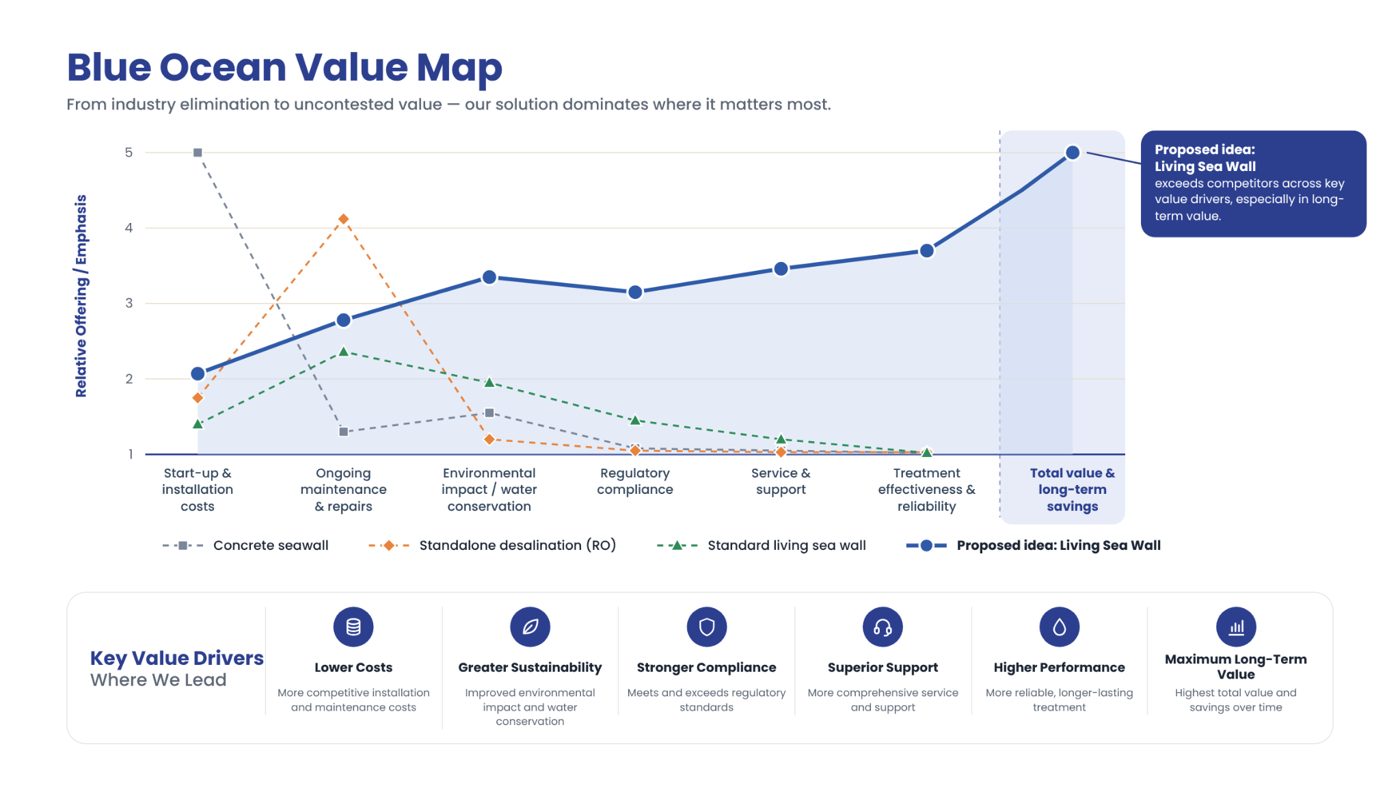 Blue Ocean Value Map
From industry elimination to uncontested value — our solution dominates where it matters most.
Relative Offering / Emphasis
5
4
3
2
1
Proposed idea:
Living Sea Wall
exceeds competitors across key
value drivers, especially in long-
term value.
Start-up &
installation
costs
Ongoing
maintenance
& repairs
Environmental
impact / water
conservation
Regulatory
compliance
Service &
support
Treatment
effectiveness &
reliability
Total value &
long-term
savings
Concrete seawall
Standalone desalination (RO)
Standard living sea wall
Proposed idea: Living Sea Wall
Key Value Drivers
Where We Lead
Lower Costs
More competitive installation
and maintenance costs
Greater Sustainability
Improved environmental
impact and water
conservation
Stronger Compliance
Meets and exceeds regulatory
standards
Superior Support
More comprehensive service
and support
Higher Performance
More reliable, longer-lasting
treatment
Maximum Long-Term
Value
Highest total value and
savings over time